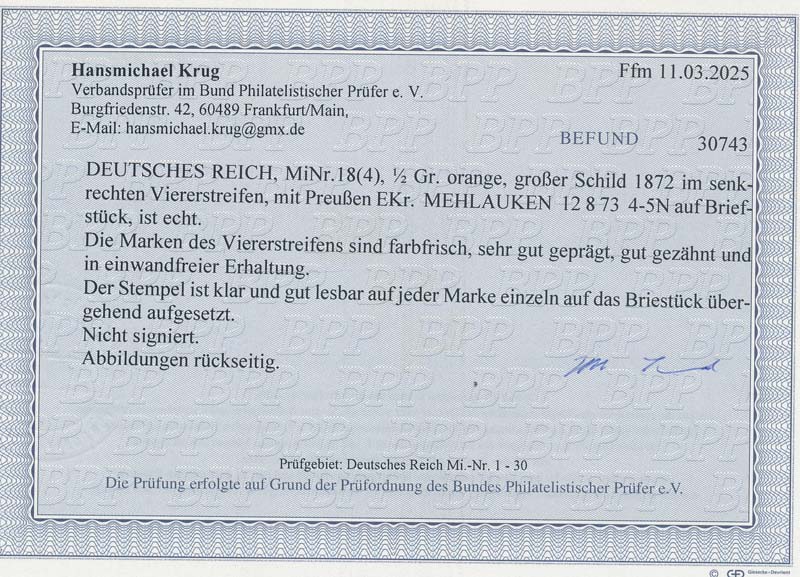 Hansmichael Krug
Ffm 11.03.2025
Verbandsprüfer im Bund Philatelistischer Prüfer e. V.
Burgfriedenstr. 42, 60489 Frankfurt/Main,
E-Mail: hansmichael.krug@gmx.de
BEFUND
30743
DEUTSCHES REICH, MiNr.18(4), ½ Gr. orange, großer Schild 1872 im senk-
rechten Viererstreifen, mit Preußen EKr. MEHLAUKEN 12 8 73 4-5N auf Brief-
stück, ist echt.
Die Marken des Viererstreifens sind farbfrisch, sehr gut geprägt, gut gezähnt und
in einwandfreier Erhaltung.
Der Stempel ist klar und gut lesbar auf jeder Marke einzeln auf das Briestück über-
gehend aufgesetzt.
Nicht signiert.
Abbildungen rückseitig.
Prüfgebiet: Deutsches Reich Mi.-Nr. 1 - 30
Die Prüfung erfolgte auf Grund der Prüfordnung des Bundes Philatelistischer Prüfer e.V.
© Giesecke+Devrient